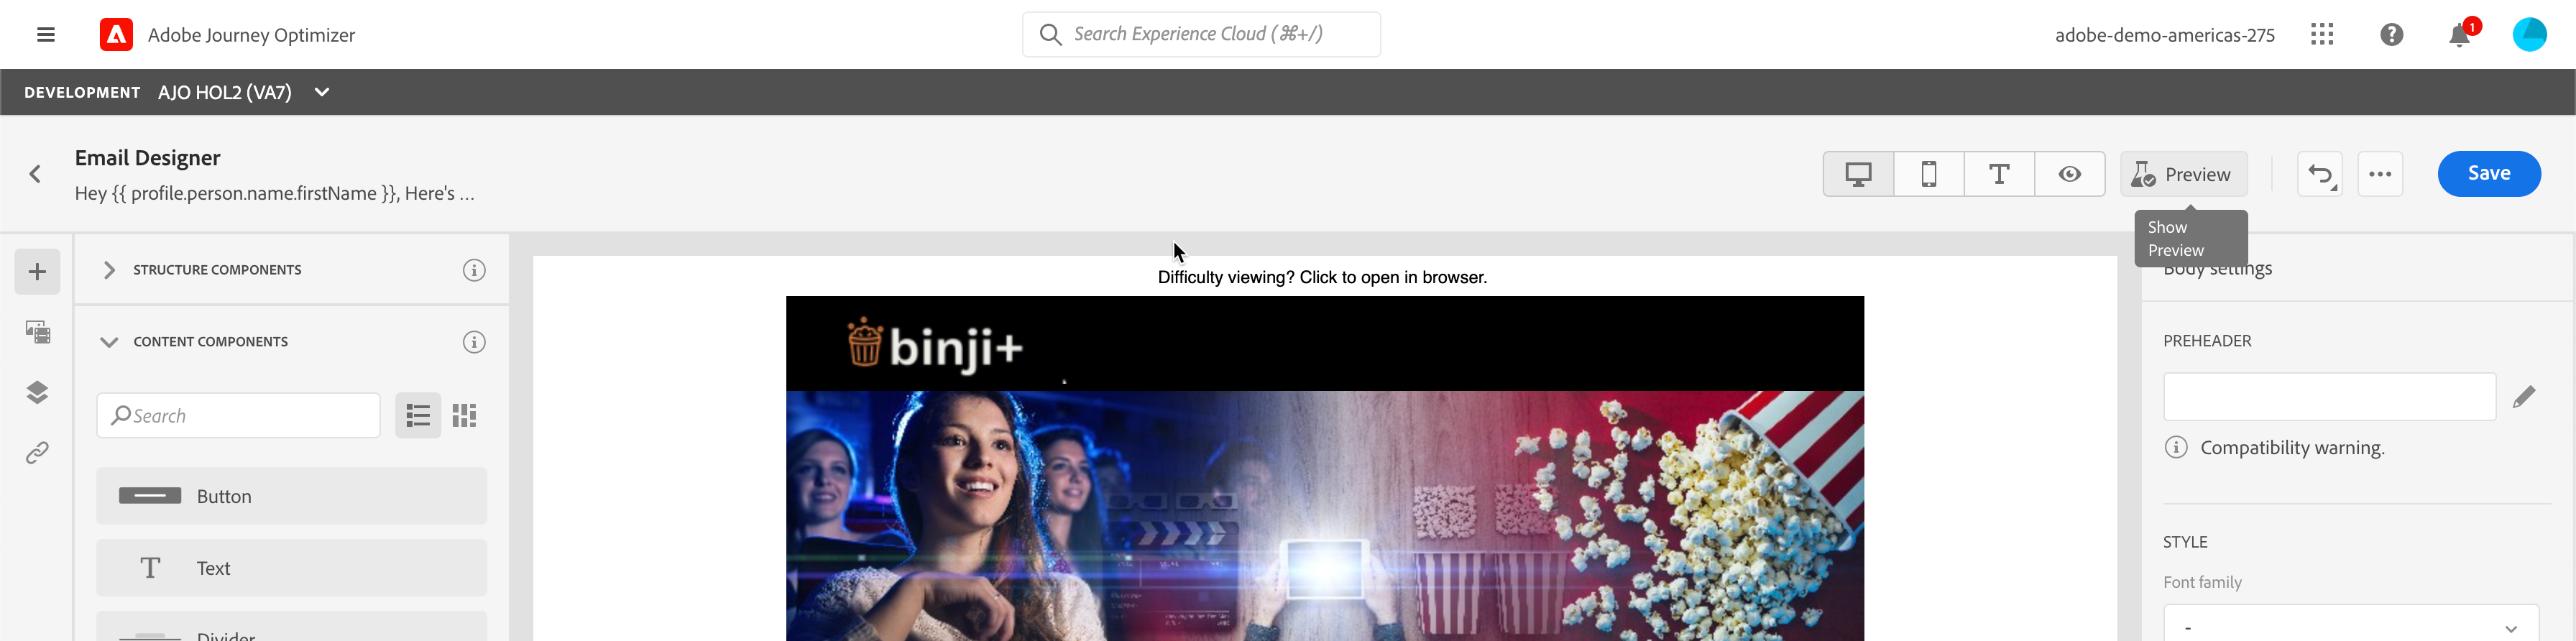 Adobe Journey Optimizer
Search Experience Cloud (⌘+/)
adobe-demo-americas-275
1
DEVELOPMENT AJO HOL2 (VA7)
Email Designer
Hey {{ profile.person.name.firstName }}, Here's ...
Preview
Save
Show
Preview
STRUCTURE COMPONENTS
CONTENT COMPONENTS
Search
Button
Text
Divider
Difficulty viewing? Click to open in browser.
binji+
Body settings
PREHEADER
Compatibility warning.
STYLE
Font family
-